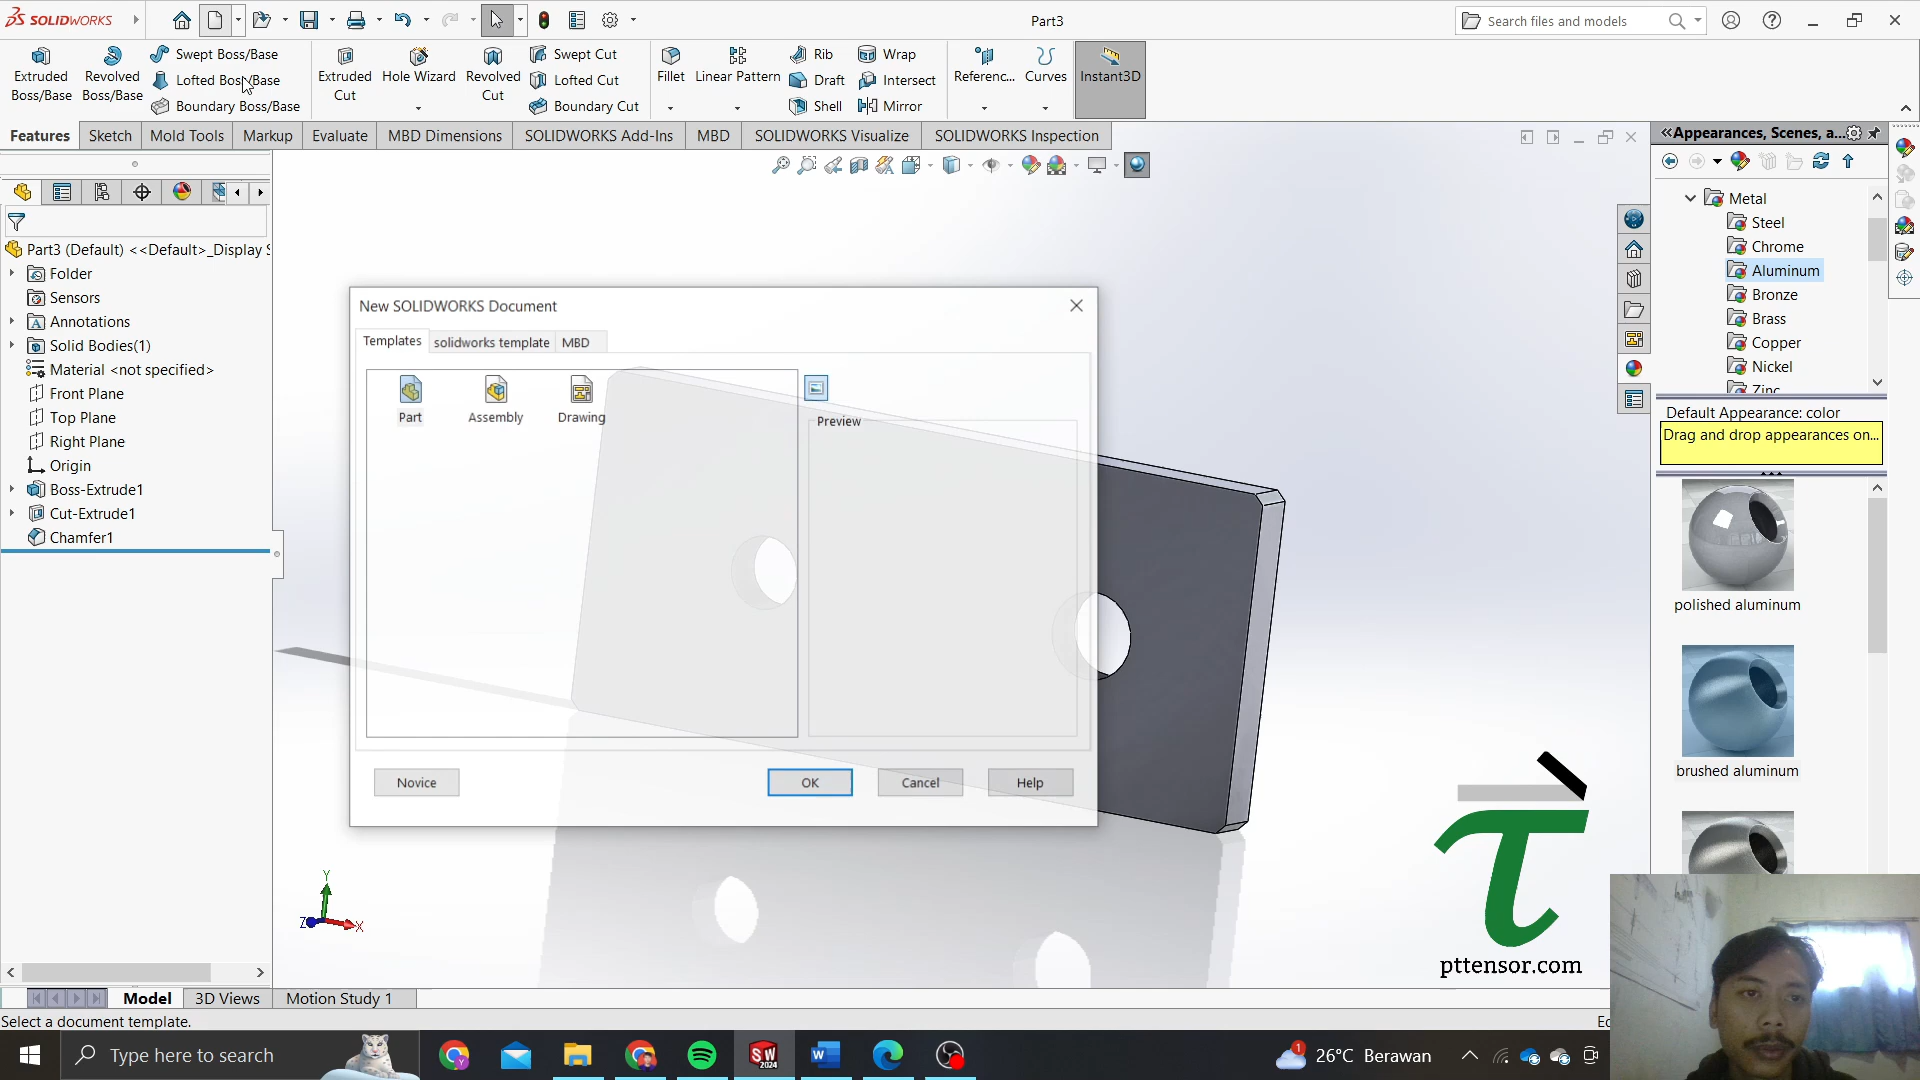 SOLIDWORKS
Part3
Search files and models
Extruded Boss/Base
Revolved Boss/Base
Swept Boss/Base
Lofted Boss/Base
Boundary Boss/Base
Extruded Cut
Hole Wizard
Revolved Cut
Swept Cut
Lofted Cut
Boundary Cut
Fillet
Linear Pattern
Rib
Draft
Shell
Wrap
Intersect
Mirror
Referenc...
Curves
Instant3D
Features
Sketch
Mold Tools
Markup
Evaluate
MBD Dimensions
SOLIDWORKS Add-Ins
MBD
SOLIDWORKS Visualize
SOLIDWORKS Inspection
Part3 (Default) <<Default>_Display
Folder
Sensors
Annotations
Solid Bodies(1)
Material <not specified>
Front Plane
Top Plane
Right Plane
Origin
Boss-Extrude1
Cut-Extrude1
Chamfer1
New SOLIDWORKS Document
Templates
solidworks template
MBD
Part
Assembly
Drawing
Preview
Novice
OK
Cancel
Help
Y
Z
X
«Appearances, Scenes, a...
Metal
Steel
Chrome
Aluminum
Bronze
Brass
Copper
Nickel
Zinc
Default Appearance: color
Drag and drop appearances on...
polished aluminum
brushed aluminum
τ
pttensor.com
Model
3D Views
Motion Study 1
Select a document template.
Type here to search
SW
2024
1
26°C Berawan